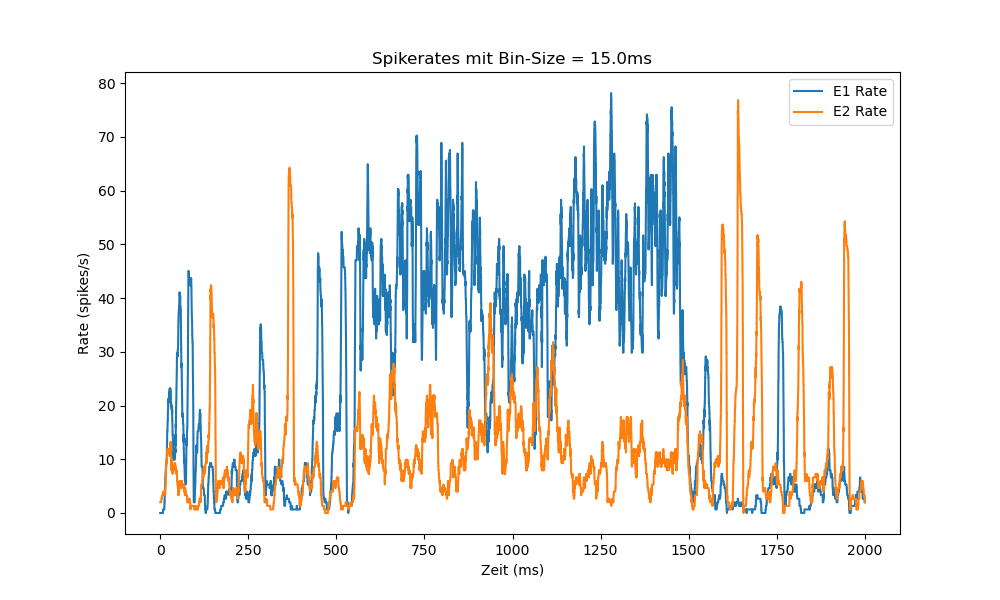 Spikerates mit Bin-Size = 15.0ms
E1 Rate
E2 Rate
80
70
60
50
40
30
20
10
0
Rate (spikes/s)
0 250 500 750 1000 1250 1500 1750 2000
Zeit (ms)